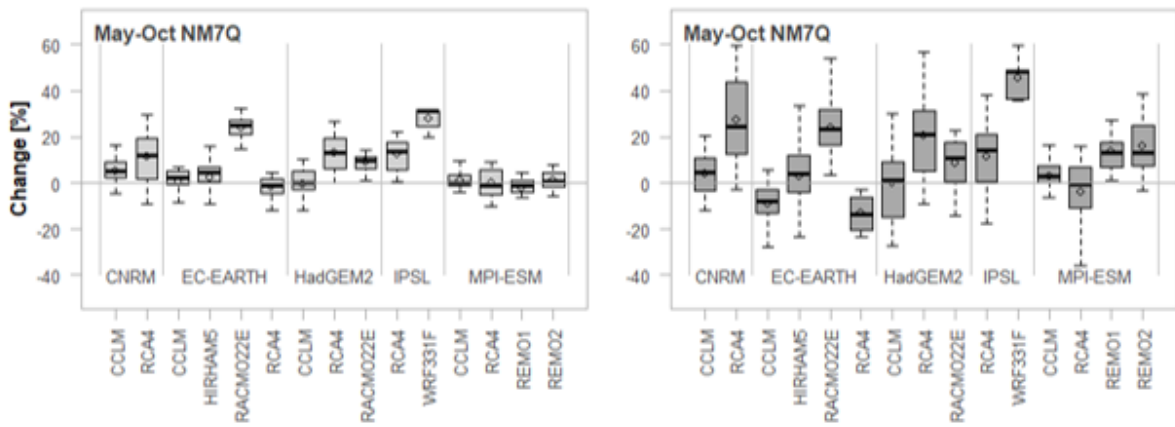 May-Oct NM7Q
Change [%]
60
40
20
0
-20
-40
CNRM EC-EARTH HadGEM2 IPSL MPI-ESM
CCLM
RCA4
CCLM
HIRHAM5
RACMO22E
RCA4
CCLM
RCA4
RACMO22E
RCA4
WRF331F
CCLM
RCA4
REMO1
REMO2
May-Oct NM7Q
60
40
20
0
-20
-40
CNRM EC-EARTH HadGEM2 IPSL MPI-ESM
CCLM
RCA4
CCLM
HIRHAM5
RACMO22E
RCA4
CCLM
RCA4
RACMO22E
RCA4
WRF331F
CCLM
RCA4
REMO1
REMO2